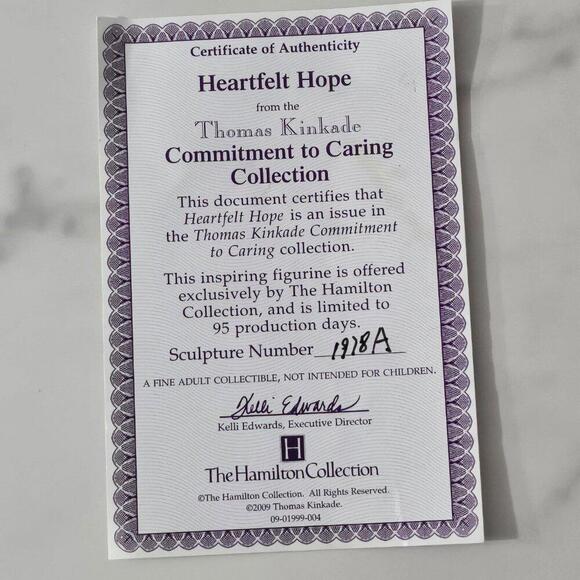 Certificate of Authenticity
Heartfelt Hope
from the
Thomas Kinkade
Commitment to Caring
Collection
This document certifies that
Heartfelt Hope is an issue in
the Thomas Kinkade Commitment
to Caring collection.
This inspiring figurine is offered
exclusively by The Hamilton
Collection, and is limited to
95 production days.
Sculpture Number 1978A
A FINE ADULT COLLECTIBLE, NOT INTENDED FOR CHILDREN.
Kelli Edwards
Kelli Edwards, Executive Director
H
The Hamilton Collection
©The Hamilton Collection. All Rights Reserved.
©2009 Thomas Kinkade.
09-01999-004